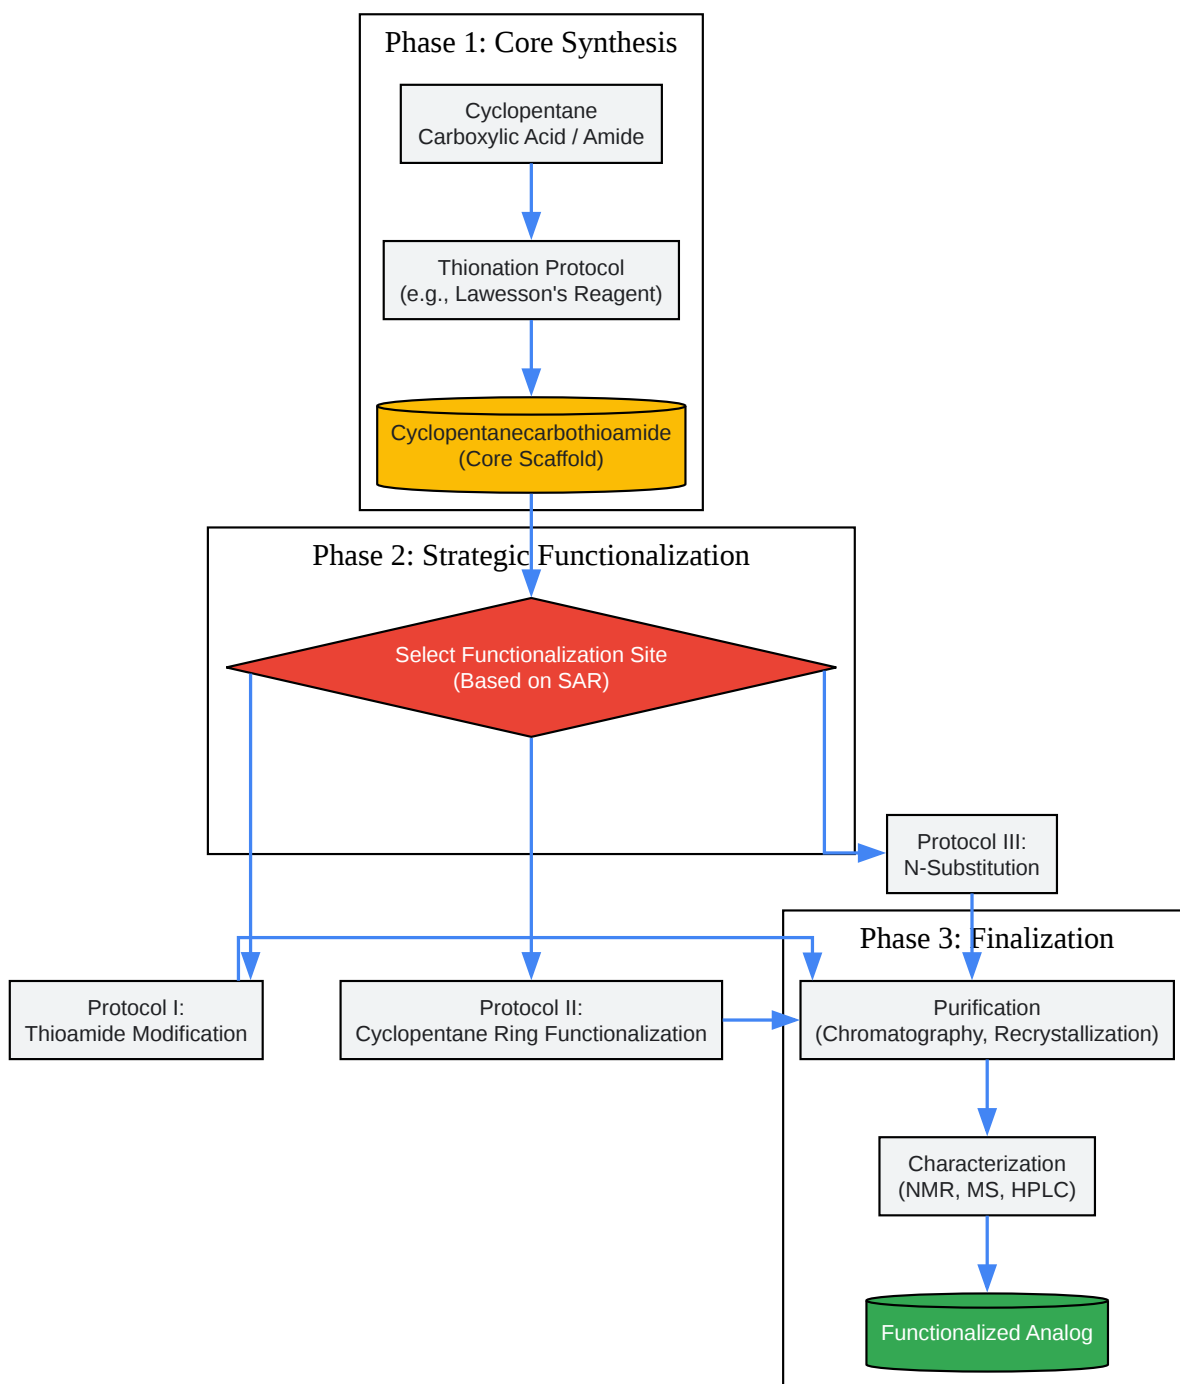 Phase 1: Core Synthesis
Cyclopentane
Carboxylic Acid / Amide
Thionation Protocol
(e.g., Lawesson's Reagent)
Cyclopentanecarbothioamide
(Core Scaffold)
Phase 2: Strategic Functionalization
Select Functionalization Site
(Based on SAR)
Protocol III:
N-Substitution
Phase 3: Finalization
Protocol I:
Thioamide Modification
Protocol II:
Cyclopentane Ring Functionalization
Purification
(Chromatography, Recrystallization)
Characterization
(NMR, MS, HPLC)
Functionalized Analog